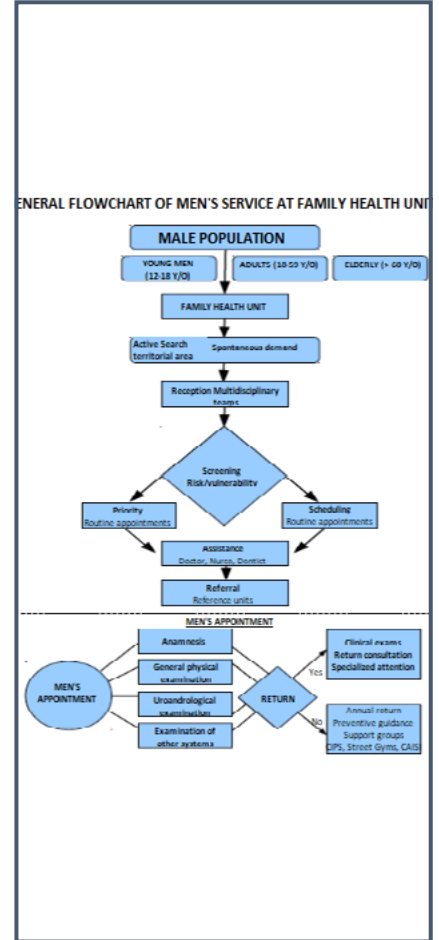 ENERAL FLOWCHART OF MEN'S SERVICE AT FAMILY HEALTH UNI
MALE POPULATION
YOUNG MEN
(12-18 Y/O)
ADULTS (18-59 Y/O)
ELDERLY (> 60 Y/O)
FAMILY HEALTH UNIT
Active Search
territorial area
Spontaneous demand
Reception Multidisciplinary
teams
Screening
Risk/vulnerability
Priority
Routine appointments
Scheduling
Routine appointments
Assistance
Doctor, Nurse, Dentist
Referral
Reference units
MEN'S APPOINTMENT
MEN'S
APPOINTMENT
Anamnesis
General physical
examination
Uroandrological
examination
Examination of
other systems
RETURN
Yes
Clinical exams
Return consultation
Specialized attention
No
Annual return
Preventive guidance
Support groups
CIPS, Street Gyms, CAIS